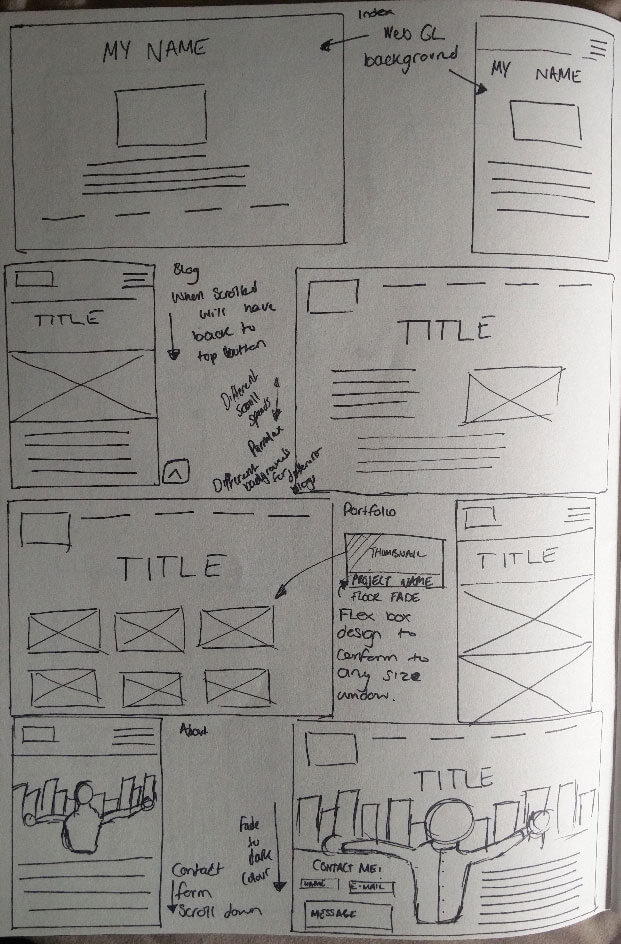 Index
MY NAME
Web GL
background
MY NAME
Blog
When scrolled
will have
back to
top button
TITLE
TITLE
Different
scroll
speeds
Parallax
Different
backgrounds
for different
blogs
Portfolio
TITLE
THUMBNAIL
PROJECT NAME
FLOOR FADE
Flex box
design to
conform to
any size
window.
TITLE
About
TITLE
Fade
to
dark
colour
Contact
form
Scroll down
CONTACT ME!
NAME
E-MAIL
MESSAGE